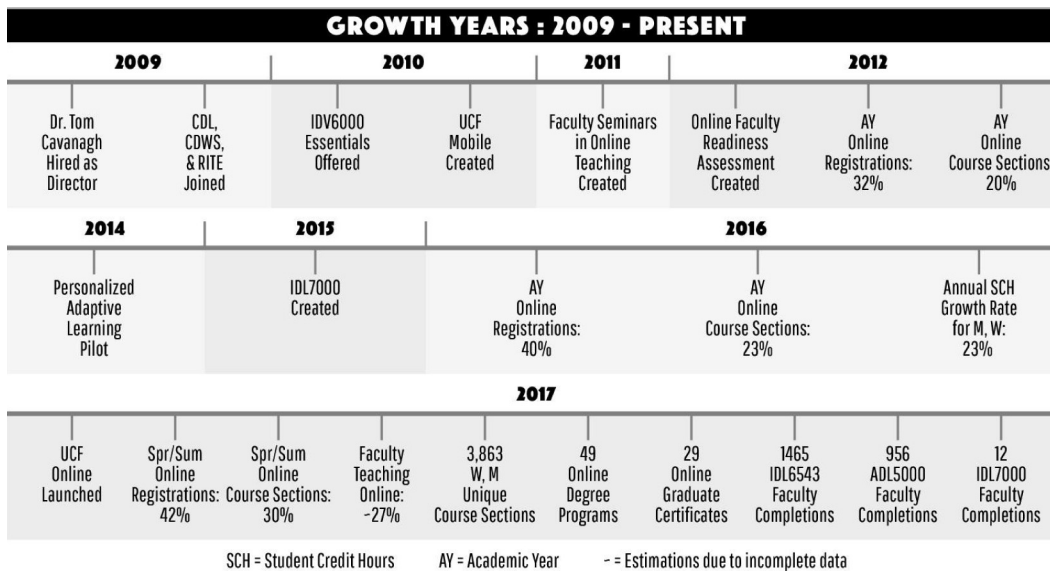 GROWTH YEARS : 2009 - PRESENT
2009
Dr. Tom
Cavanagh
Hired as
Director
CDL,
CDWS,
& RITE
Joined
2010
IDV6000
Essentials
Offered
UCF
Mobile
Created
2011
Faculty Seminars
in Online
Teaching
Created
2012
Online Faculty
Readiness
Assessment
Created
AY
Online
Registrations:
32%
AY
Online
Course Sections:
20%
2014
Personalized
Adaptive
Learning
Pilot
2015
IDL7000
Created
2016
AY
Online
Registrations:
40%
AY
Online
Course Sections:
23%
Annual SCH
Growth Rate
for M, W:
23%
2017
UCF
Online
Launched
Spr/Sum
Online
Registrations:
42%
Spr/Sum
Online
Course Sections:
30%
Faculty
Teaching
Online:
~27%
3,863
W, M
Unique
Course Sections
49
Online
Degree
Programs
29
Online
Graduate
Certificates
1465
IDL6543
Faculty
Completions
956
ADL5000
Faculty
Completions
12
IDL7000
Faculty
Completions
SCH = Student Credit Hours AY = Academic Year ~ = Estimations due to incomplete data